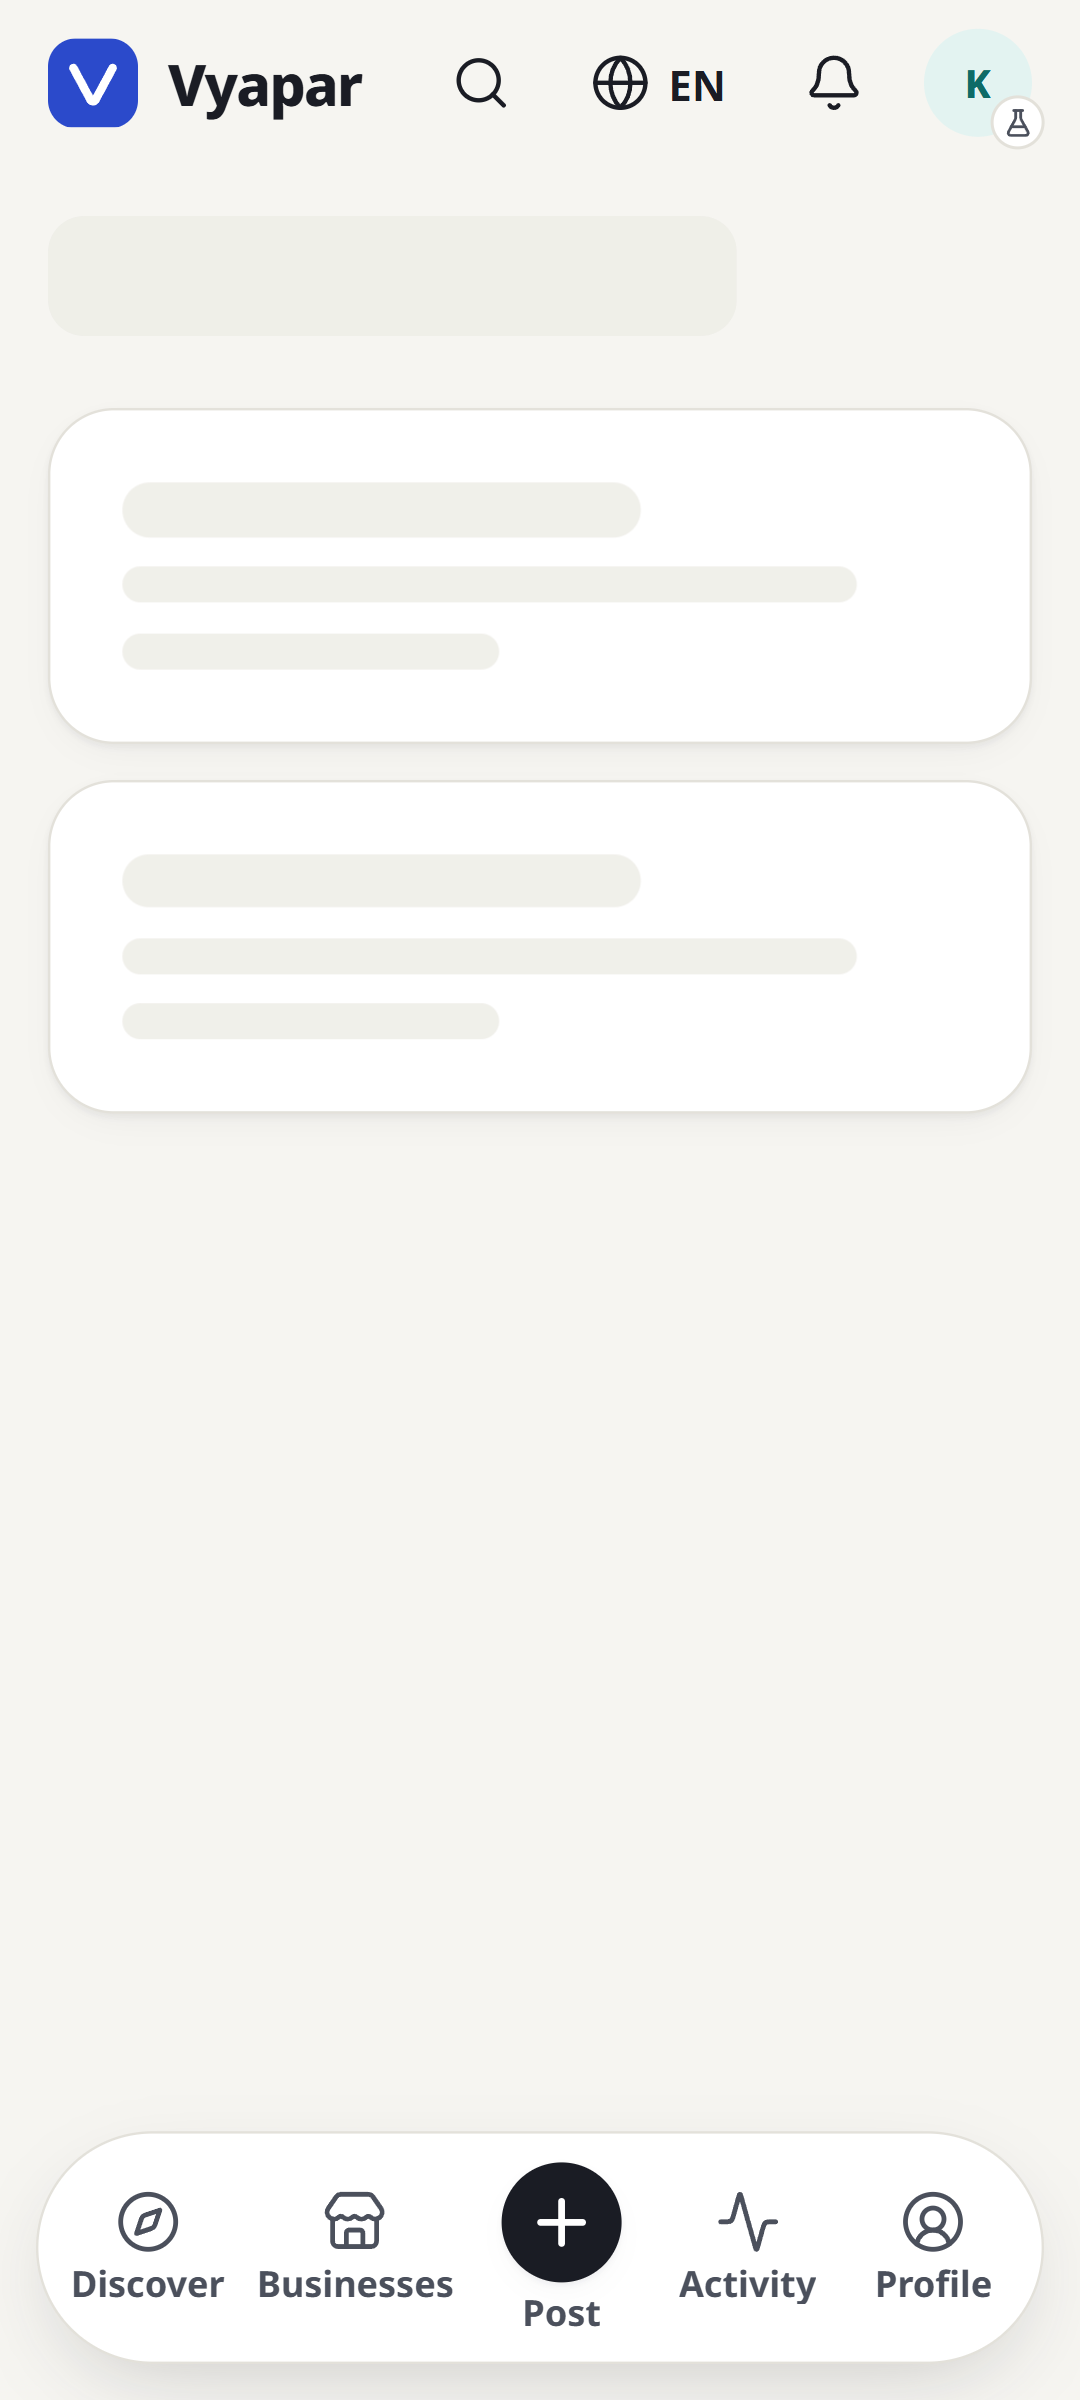 Vyapar
EN
K
Discover
Businesses
Post
Activity
Profile